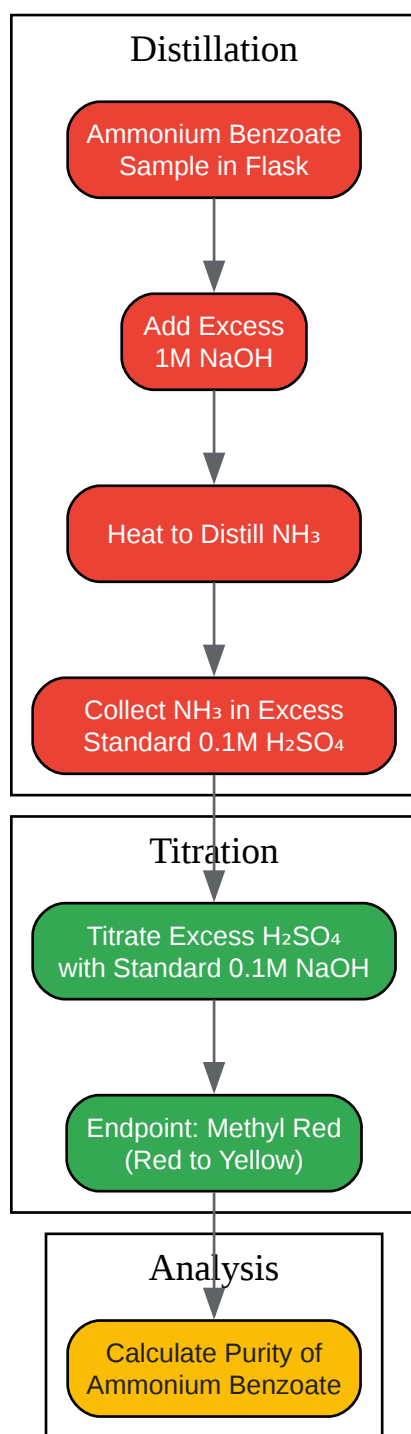 Distillation
Ammonium Benzoate
Sample in Flask
Add Excess
1M NaOH
Heat to Distill NH₃
Collect NH₃ in Excess
Standard 0.1M H₂SO₄
Titration
Titrate Excess H₂SO₄
with Standard 0.1M NaOH
Endpoint: Methyl Red
(Red to Yellow)
Analysis
Calculate Purity of
Ammonium Benzoate